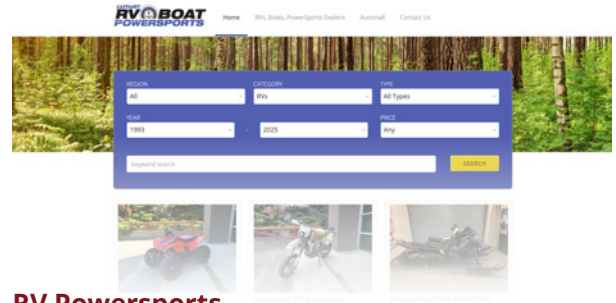 RV BOAT
POWERSPORTS
Home RVs, Boats, PowerSports Dealers Automall Contact Us
REGION CATEGORY TYPE
All RVs All Types
YEAR PRICE
1993 - 2025 Any
Keyword search SEARCH
RV Powersports